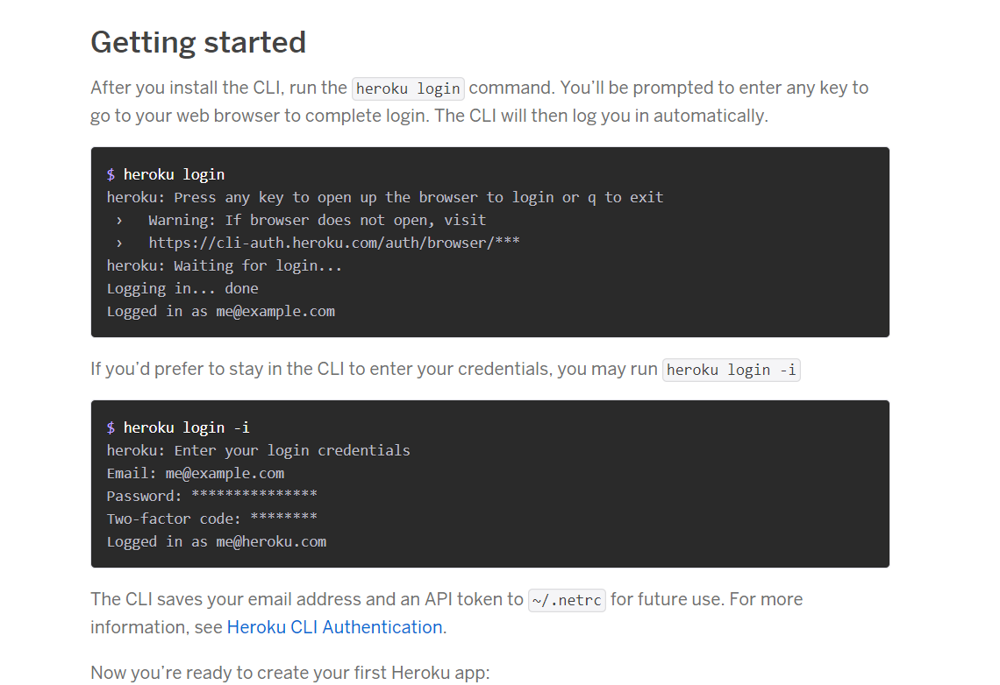 Getting started
After you install the CLI, run the heroku login command. You’ll be prompted to enter any key to
go to your web browser to complete login. The CLI will then log you in automatically.
$ heroku login
heroku: Press any key to open up the browser to login or q to exit
›   Warning: If browser does not open, visit
›   https://cli-auth.heroku.com/auth/browser/***
heroku: Waiting for login...
Logging in... done
Logged in as me@example.com
If you’d prefer to stay in the CLI to enter your credentials, you may run heroku login -i
$ heroku login -i
heroku: Enter your login credentials
Email: me@example.com
Password: ***************
Two-factor code: ********
Logged in as me@heroku.com
The CLI saves your email address and an API token to ~/.netrc for future use. For more
information, see Heroku CLI Authentication.
Now you’re ready to create your first Heroku app: